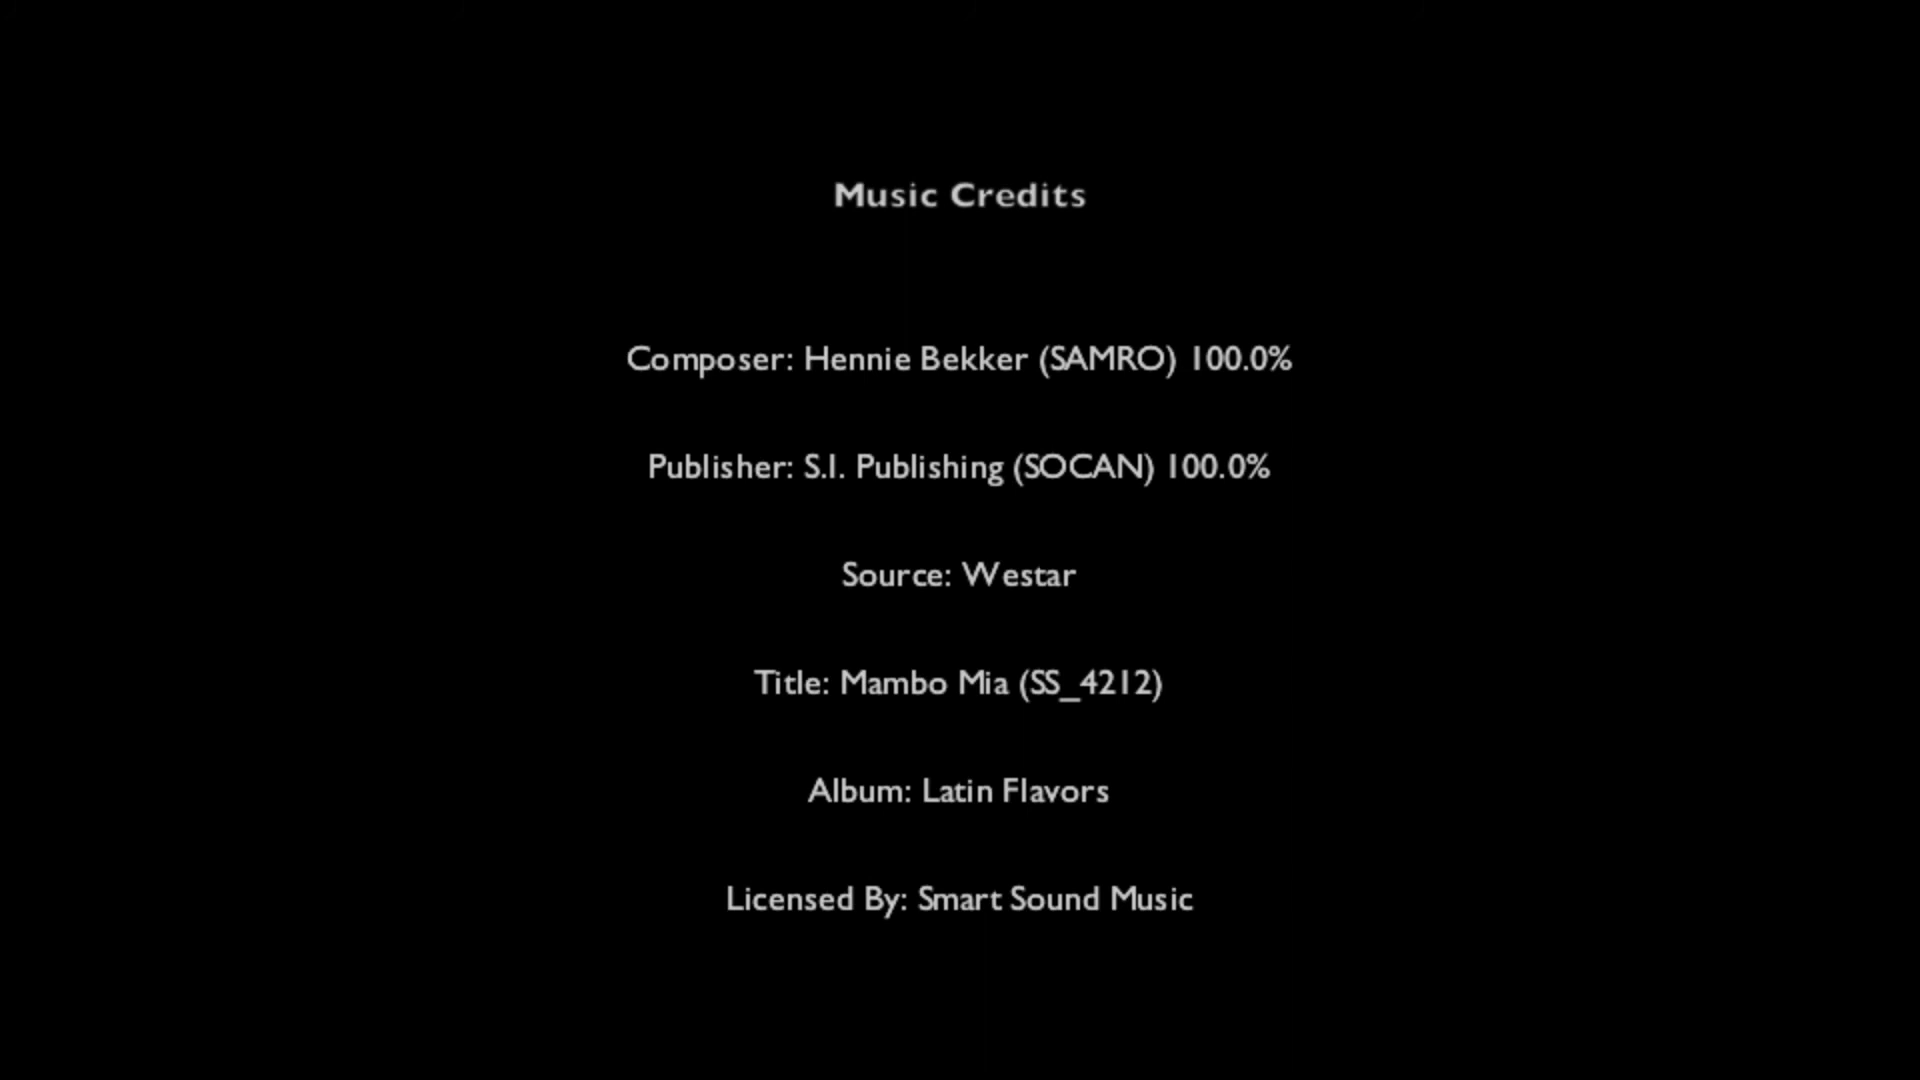 Music Credits
Composer: Hennie Bekker (SAMRO) 100.0%
Publisher: S.I. Publishing (SOCAN) 100.0%
Source: Westar
Title: Mambo Mia (SS_4212)
Album: Latin Flavors
Licensed By: Smart Sound Music